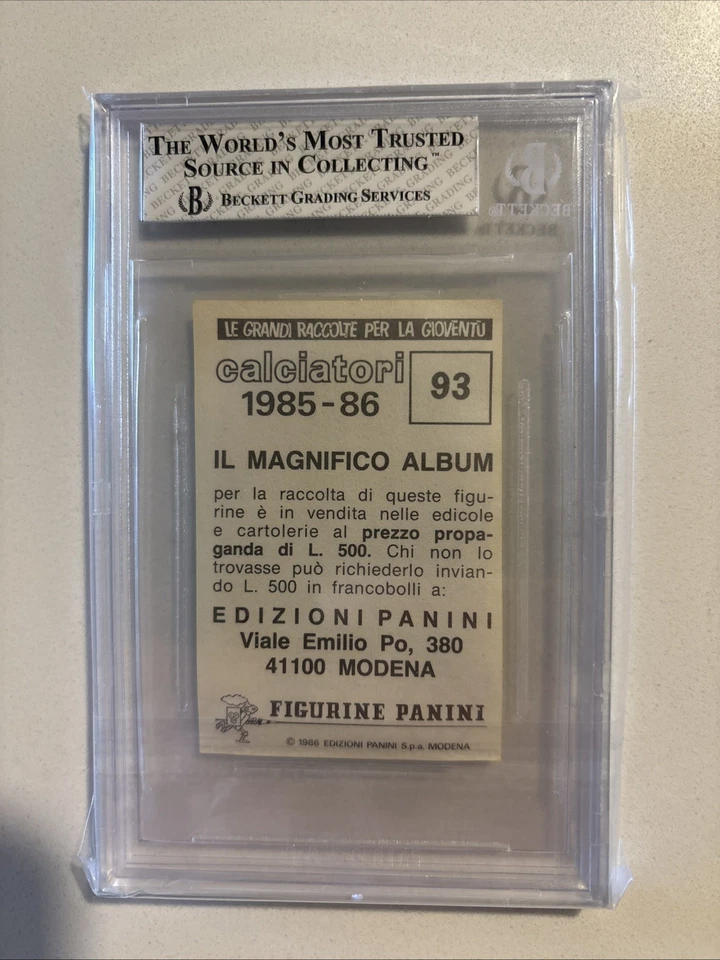 THE WORLD'S MOST TRUSTED
SOURCE IN COLLECTING™
B BECKETT GRADING SERVICES
BECKETT
LE GRANDI RACCOLTE PER LA GIOVENTÙ
calciatori
1985-86
93
IL MAGNIFICO ALBUM
per la raccolta di queste figu-
rine è in vendita nelle edicole
e cartolerie al prezzo propa-
ganda di L. 500. Chi non lo
trovasse può richiederlo invian-
do L. 500 in francobolli a:
EDIZIONI PANINI
Viale Emilio Po, 380
41100 MODENA
FIGURINE PANINI
© 1986 EDIZIONI PANINI S.p.a. MODENA